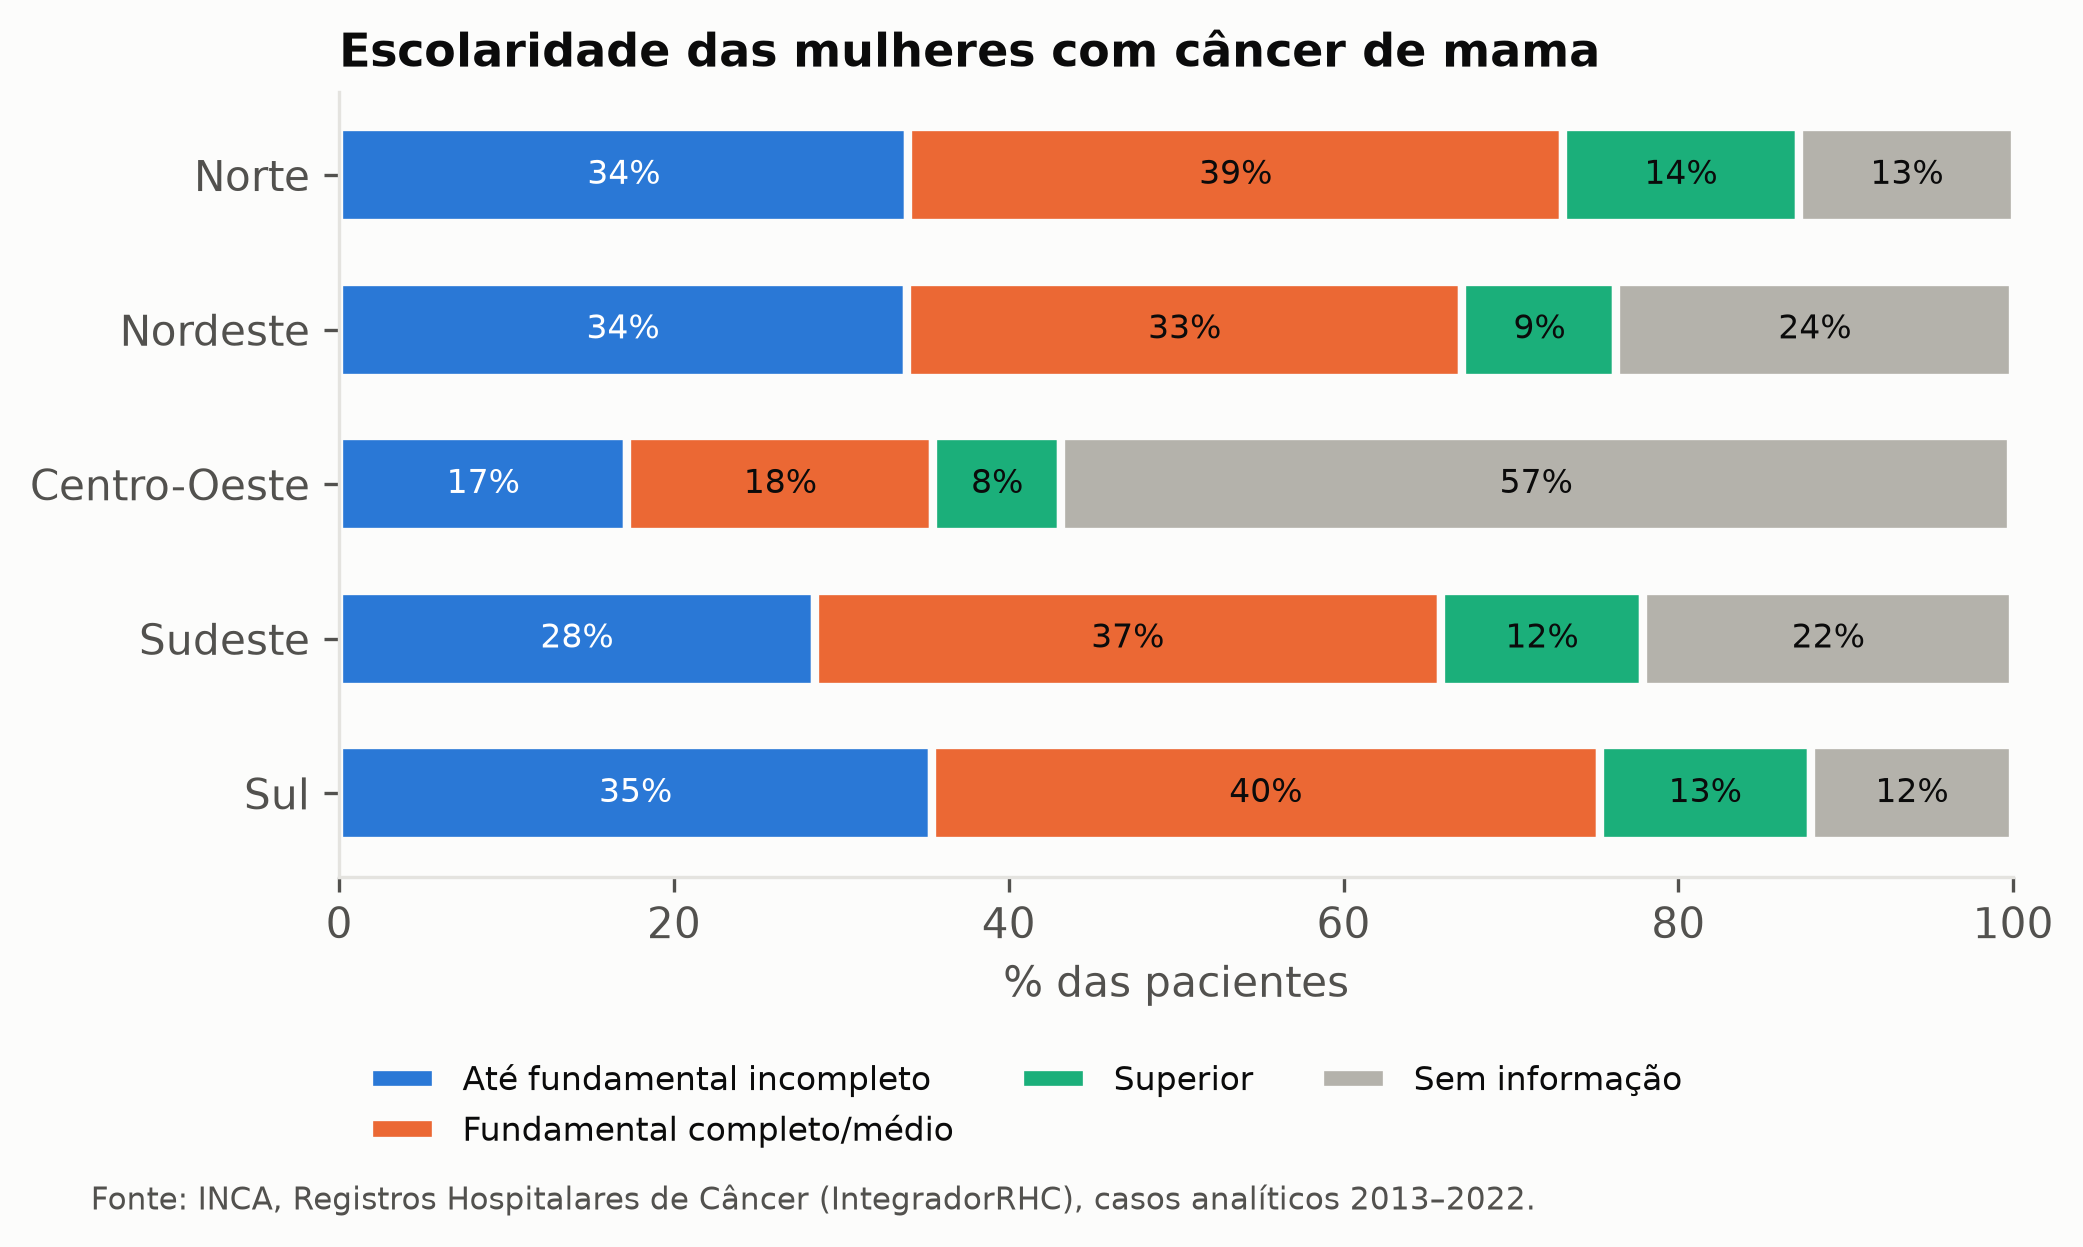 Escolaridade das mulheres com câncer de mama
Norte 34% 39% 14% 13%
Nordeste 34% 33% 9% 24%
Centro-Oeste 17% 18% 8% 57%
Sudeste 28% 37% 12% 22%
Sul 35% 40% 13% 12%
0 20 40 60 80 100
% das pacientes
Até fundamental incompleto Superior Sem informação
Fundamental completo/médio
Fonte: INCA, Registros Hospitalares de Câncer (IntegradorRHC), casos analíticos 2013–2022.